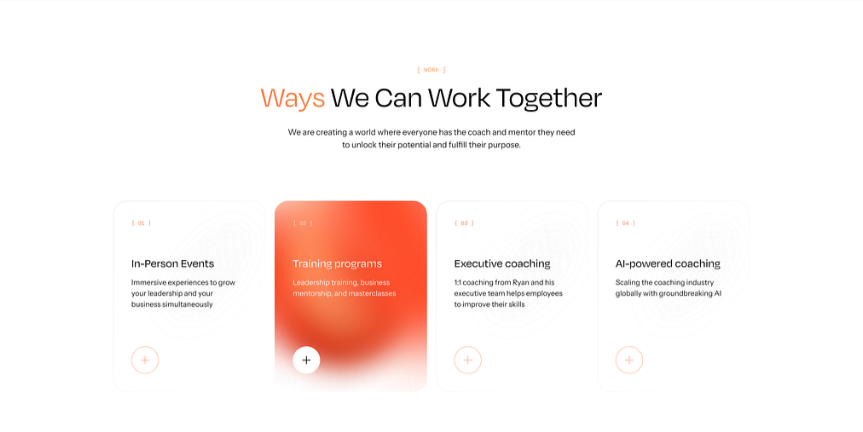 [ WORK ]
Ways We Can Work Together
We are creating a world where everyone has the coach and mentor they need
to unlock their potential and fulfill their purpose.
[ 01 ]
In-Person Events
Immersive experiences to grow
your leadership and your
business simultaneously
[ 02 ]
Training programs
Leadership training, business
mentorship, and masterclasses
[ 03 ]
Executive coaching
1:1 coaching from Ryan and his
executive team helps employees
to improve their skills
[ 04 ]
AI-powered coaching
Scaling the coaching industry
globally with groundbreaking AI